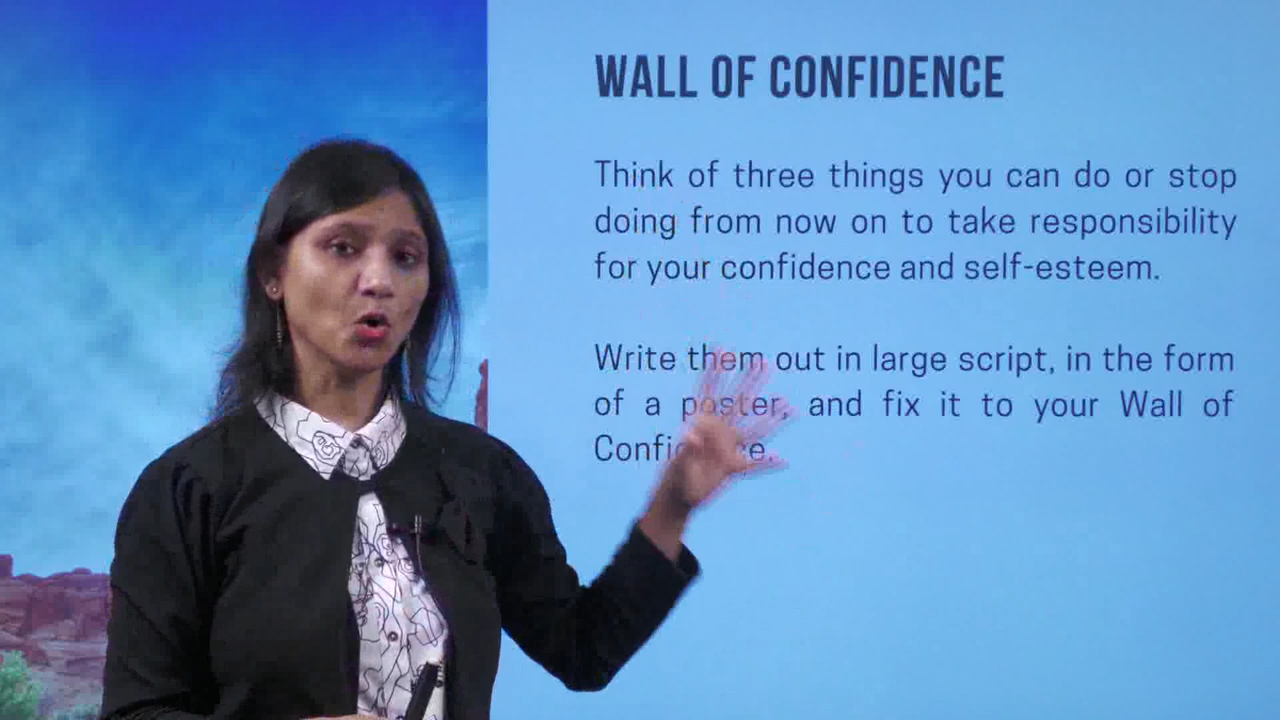 WALL OF CONFIDENCE
Think of three things you can do or stop
doing from now on to take responsibility
for your confidence and self-esteem.
Write them out in large script, in the form
of a poster, and fix it to your Wall of
Confidence.